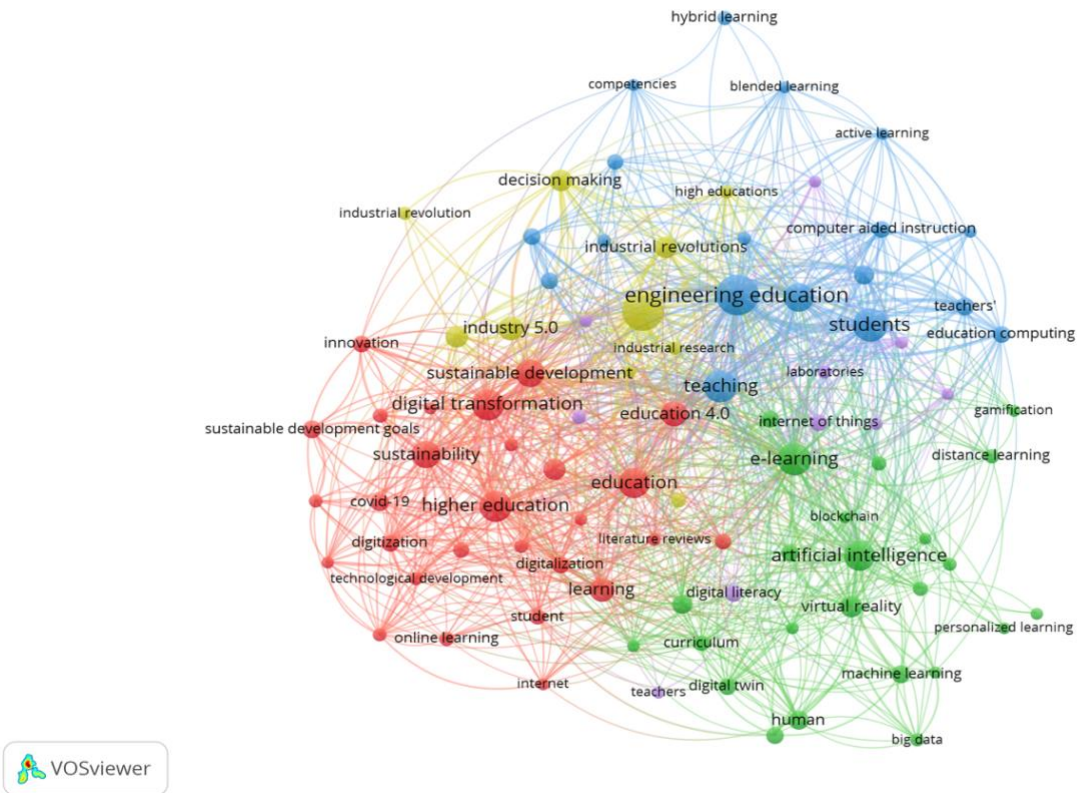 hybrid learning
competencies
blended learning
active learning
decision making
high educations
industrial revolution
computer aided instruction
industrial revolutions
engineering education
teachers'
students
industry 5.0
education computing
innovation
industrial research
sustainable development
laboratories
teaching
digital transformation
education 4.0
gamification
internet of things
sustainable development goals
sustainability
e-learning
distance learning
education
covid-19
higher education
blockchain
digitization
literature reviews
artificial intelligence
digitalization
technological development
learning
digital literacy
virtual reality
student
personalized learning
online learning
curriculum
machine learning
internet
teachers
digital twin
human
big data
VOSviewer